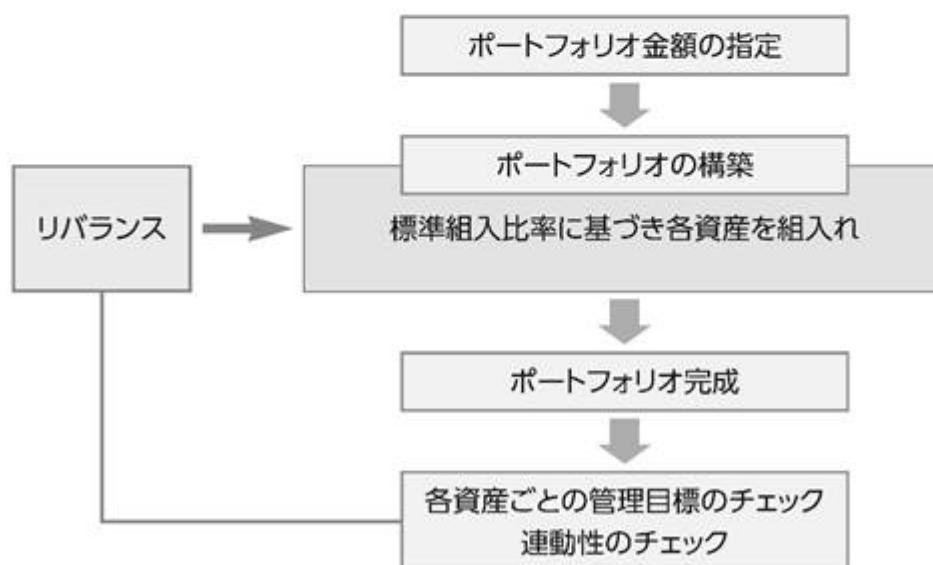 ポートフォリオ金額の指定
ポートフォリオの構築
リバランス
標準組入比率に基づき各資産を組入れ
ポートフォリオ完成
各資産ごとの管理目標のチェック
連動性のチェック